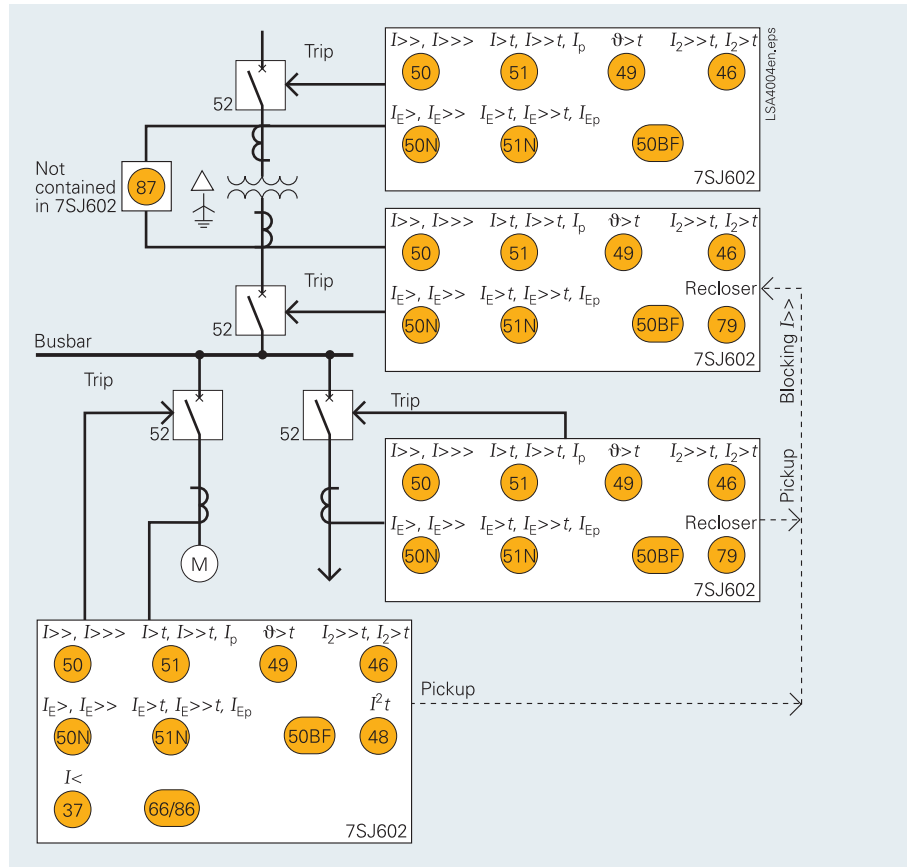 I>>, I>>> I>t, I>>t, Ip ϑ>t I2>>t, I2>t
50 51 49 46
IE>, IE>> IE>t, IE>>t, IEp
50N 51N 50BF
7SJ602
LSA4004en.eps
Trip
52
Not
contained
in 7SJ602
87
I>>, I>>> I>t, I>>t, Ip ϑ>t I2>>t, I2>t
50 51 49 46
Recloser
IE>, IE>> IE>t, IE>>t, IEp
50N 51N 50BF 79
7SJ602
Trip
52
Busbar
Trip
52
52
Trip
Blocking I>>
Pickup
I>>, I>>> I>t, I>>t, Ip ϑ>t I2>>t, I2>t
50 51 49 46
Recloser
IE>, IE>> IE>t, IE>>t, IEp
50N 51N 50BF 79
7SJ602
M
I>>, I>>> I>t, I>>t, Ip ϑ>t I2>>t, I2>t
50 51 49 46
Pickup
IE>, IE>> IE>t, IE>>t, IEp I²t
50N 51N 50BF 48
I<
37 66/86
7SJ602